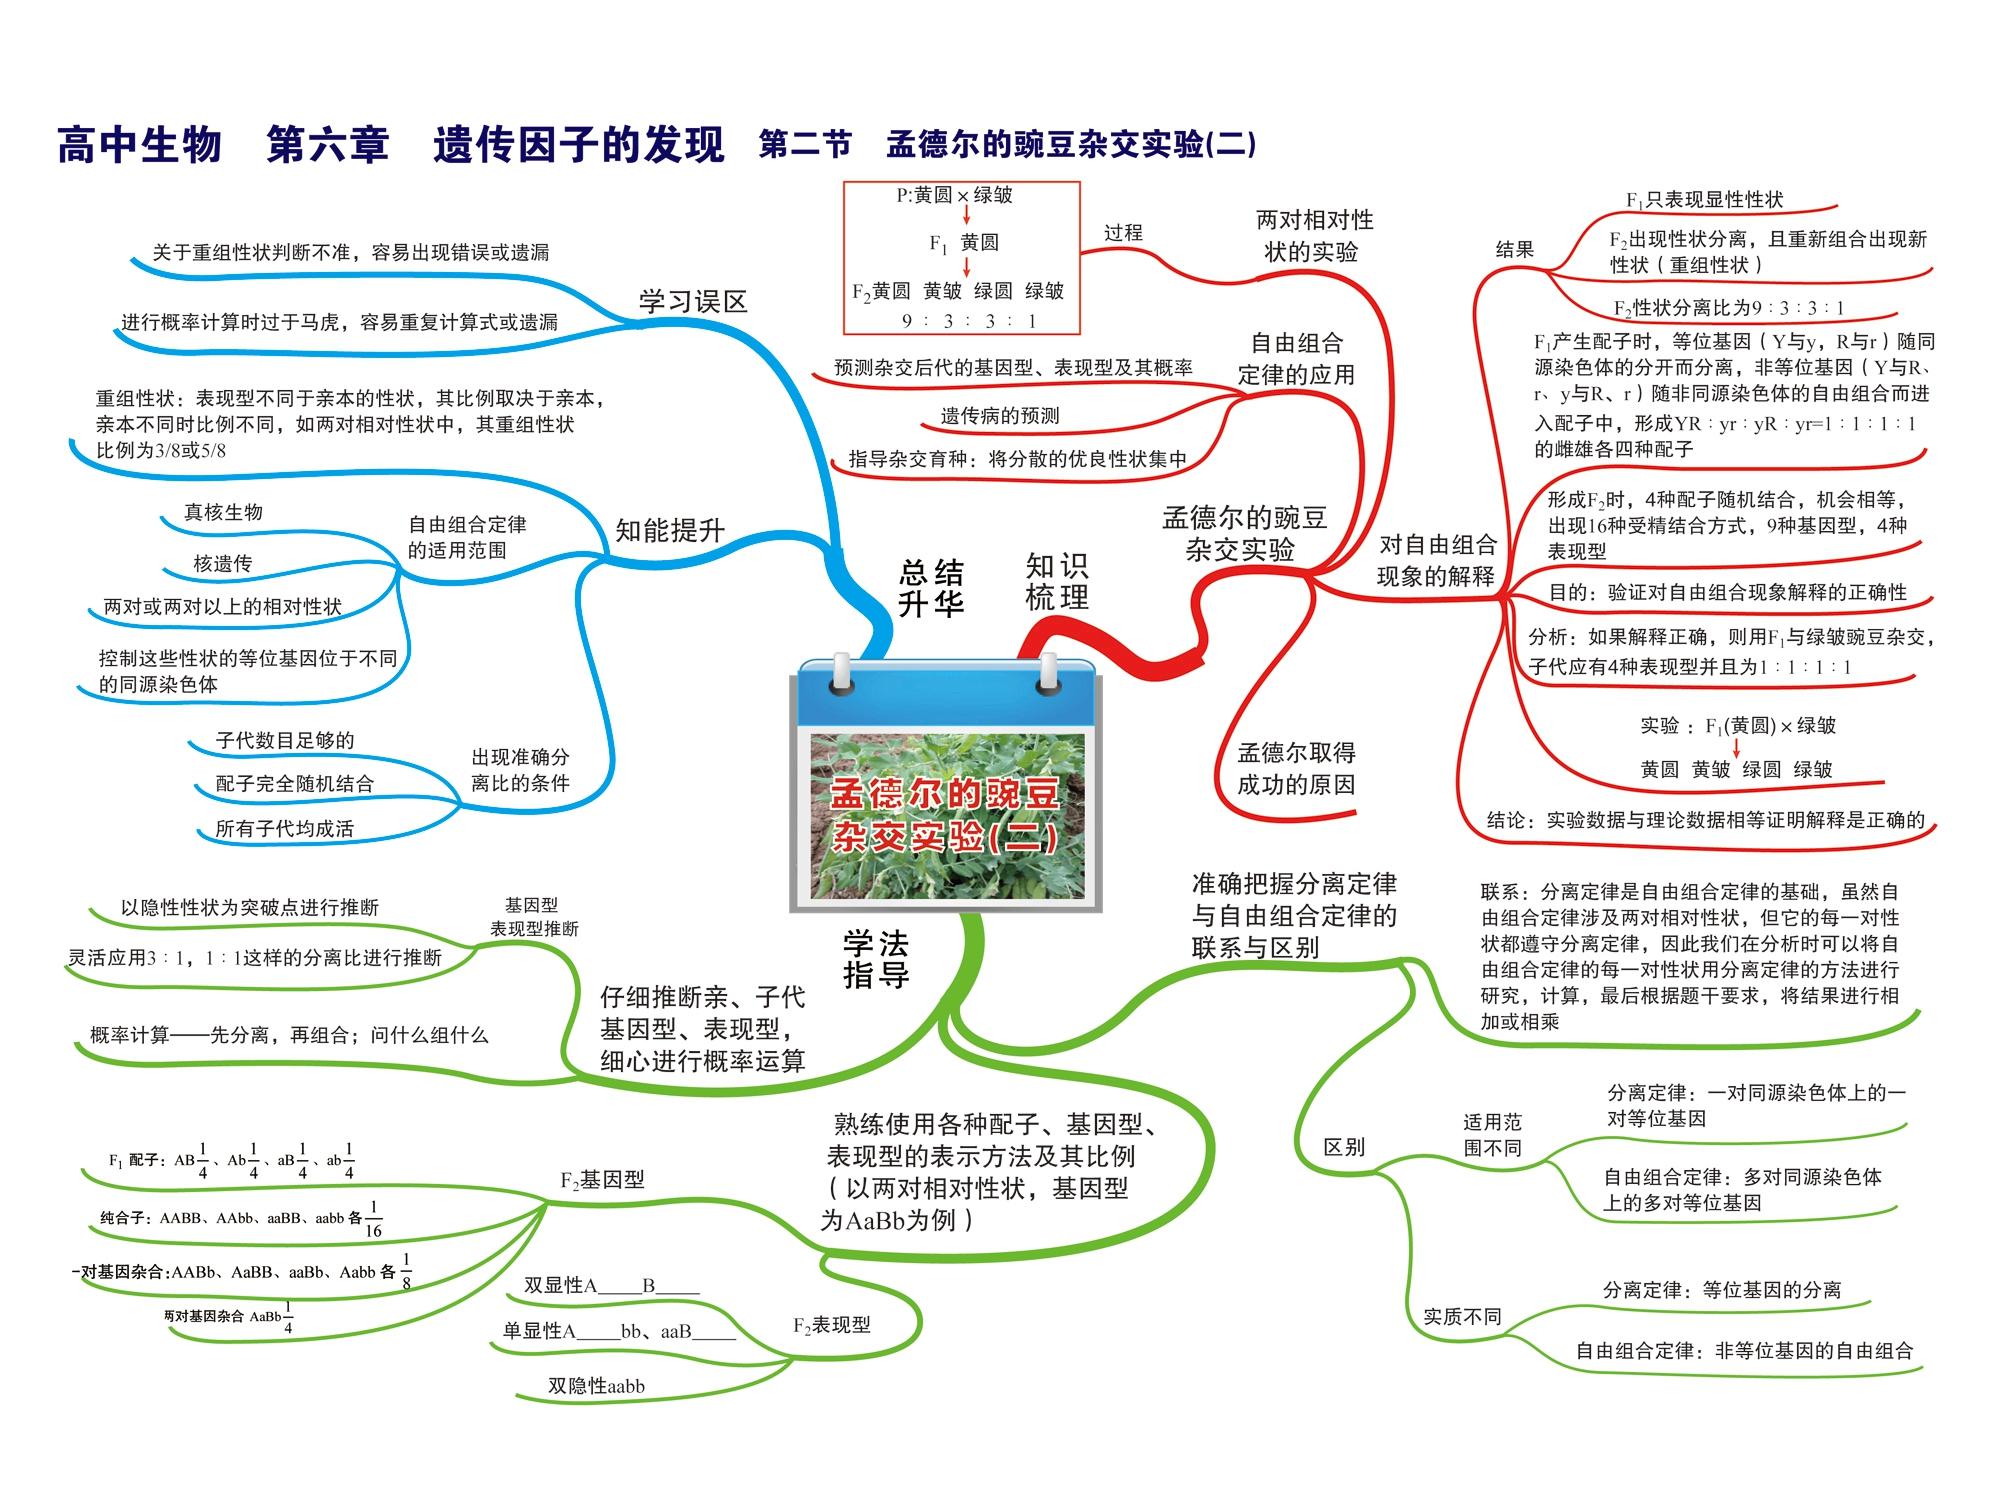 高中生物 第六章 遗传因子的发现 第二节 孟德尔的豌豆杂交实验(二)
总结
升华
学习误区
关于重组性状判断不准，容易出现错误或遗漏
进行概率计算时过于马虎，容易重复计算式或遗漏
知能提升
重组性状：表现型不同于亲本的性状，其比例取决于亲本，
亲本不同时比例不同，如两对相对性状中，其重组性状
比例为3/8或5/8
自由组合定律
的适用范围
真核生物
核遗传
两对或两对以上的相对性状
控制这些性状的等位基因位于不同
的同源染色体
出现准确分
离比的条件
子代数目足够的
配子完全随机结合
所有子代均成活
知识
梳理
孟德尔的豌豆
杂交实验
两对相对性
状的实验
过程
P:黄圆×绿皱
F₁ 黄圆
F₂黄圆 黄皱 绿圆 绿皱
9 : 3 : 3 : 1
自由组合
定律的应用
预测杂交后代的基因型、表现型及其概率
遗传病的预测
指导杂交育种：将分散的优良性状集中
对自由组合
现象的解释
结果
F₁只表现显性性状
F₂出现性状分离，且重新组合出现新
性状（重组性状）
F₂性状分离比为9：3：3：1
F₁产生配子时，等位基因（Y与y，R与r）随同
源染色体的分开而分离，非等位基因（Y与R、
r、y与R、r）随非同源染色体的自由组合而进
入配子中，形成YR：yr：yR：yr=1：1：1：1
的雌雄各四种配子
形成F₂时，4种配子随机结合，机会相等，
出现16种受精结合方式，9种基因型，4种
表现型
目的：验证对自由组合现象解释的正确性
分析：如果解释正确，则用F₁与绿皱豌豆杂交，
子代应有4种表现型并且为1：1：1：1
实验：F₁(黄圆)×绿皱
黄圆 黄皱 绿圆 绿皱
结论：实验数据与理论数据相等证明解释是正确的
孟德尔取得
成功的原因
孟德尔的豌豆
杂交实验(二)
学法
指导
仔细推断亲、子代
基因型、表现型，
细心进行概率运算
基因型
表现型推断
以隐性性状为突破点进行推断
灵活应用3：1，1：1这样的分离比进行推断
概率计算——先分离，再组合；问什么组什么
熟练使用各种配子、基因型、
表现型的表示方法及其比例
（以两对相对性状，基因型
为AaBb为例）
F₂基因型
F₁ 配子：AB1/4、Ab1/4、aB1/4、ab1/4
纯合子：AABB、AAbb、aaBB、aabb 各1/16
一对基因杂合:AABb、AaBB、aaBb、Aabb 各1/8
两对基因杂合 AaBb1/4
F₂表现型
双显性A____B____
单显性A____bb、aaB____
双隐性aabb
准确把握分离定律
与自由组合定律的
联系与区别
联系：分离定律是自由组合定律的基础，虽然自
由组合定律涉及两对相对性状，但它的每一对性
状都遵守分离定律，因此我们在分析时可以将自
由组合定律的每一对性状用分离定律的方法进行
研究，计算，最后根据题干要求，将结果进行相
加或相乘
区别
适用范
围不同
分离定律：一对同源染色体上的一
对等位基因
自由组合定律：多对同源染色体
上的多对等位基因
实质不同
分离定律：等位基因的分离
自由组合定律：非等位基因的自由组合